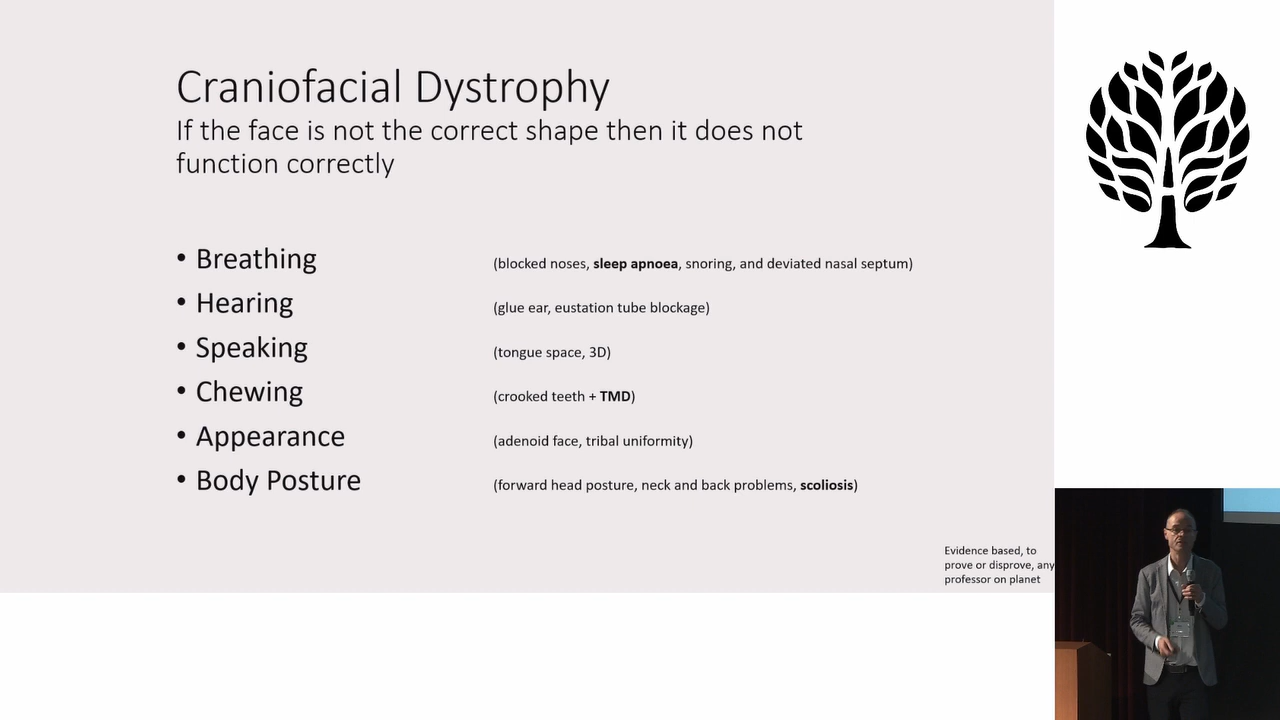 Craniofacial Dystrophy
If the face is not the correct shape then it does not
function correctly
• Breathing (blocked noses, sleep apnoea, snoring, and deviated nasal septum)
• Hearing (glue ear, eustation tube blockage)
• Speaking (tongue space, 3D)
• Chewing (crooked teeth + TMD)
• Appearance (adenoid face, tribal uniformity)
• Body Posture (forward head posture, neck and back problems, scoliosis)
Evidence based, to
prove or disprove, any
professor on planet